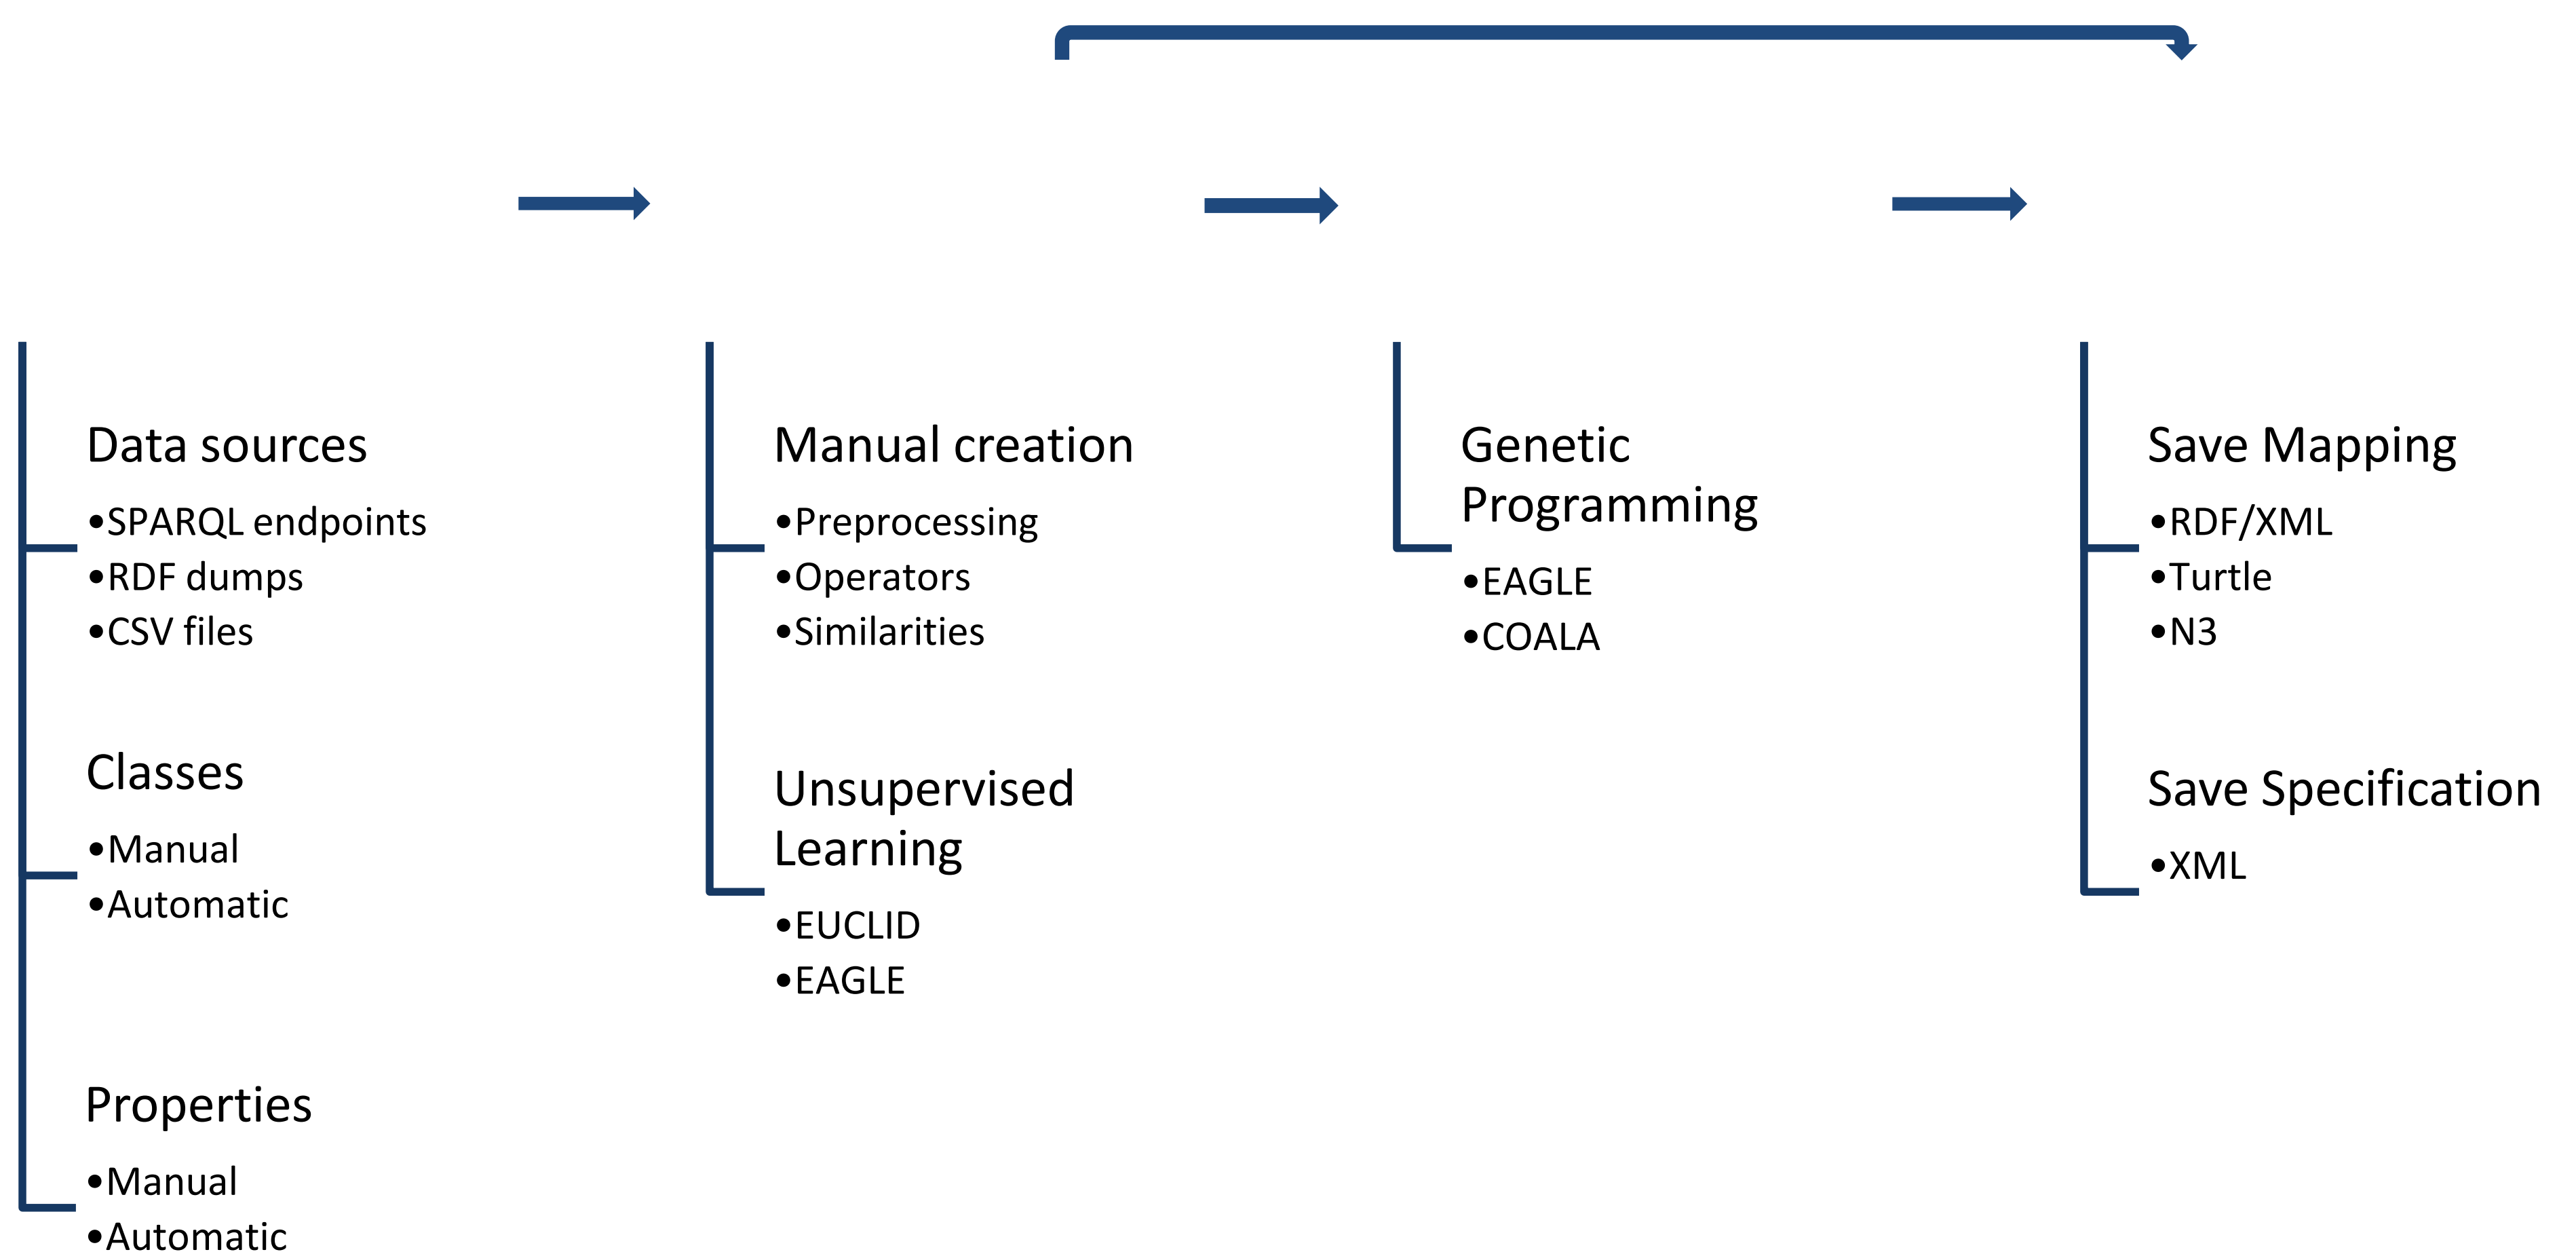 Data sources
•SPARQL endpoints
•RDF dumps
•CSV files
Classes
•Manual
•Automatic
Properties
•Manual
•Automatic
Manual creation
•Preprocessing
•Operators
•Similarities
Unsupervised
Learning
•EUCLID
•EAGLE
Genetic
Programming
•EAGLE
•COALA
Save Mapping
•RDF/XML
•Turtle
•N3
Save Specification
•XML